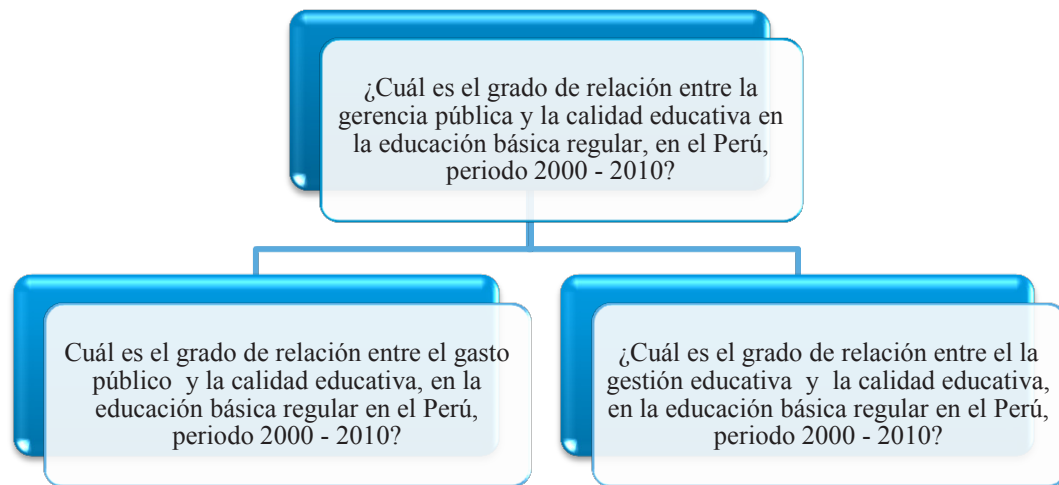 ¿Cuál es el grado de relación entre la
gerencia pública y la calidad educativa en
la educación básica regular, en el Perú,
periodo 2000 - 2010?
Cuál es el grado de relación entre el gasto
público y la calidad educativa, en la
educación básica regular en el Perú,
periodo 2000 - 2010?
¿Cuál es el grado de relación entre el la
gestión educativa y la calidad educativa,
en la educación básica regular en el Perú,
periodo 2000 - 2010?